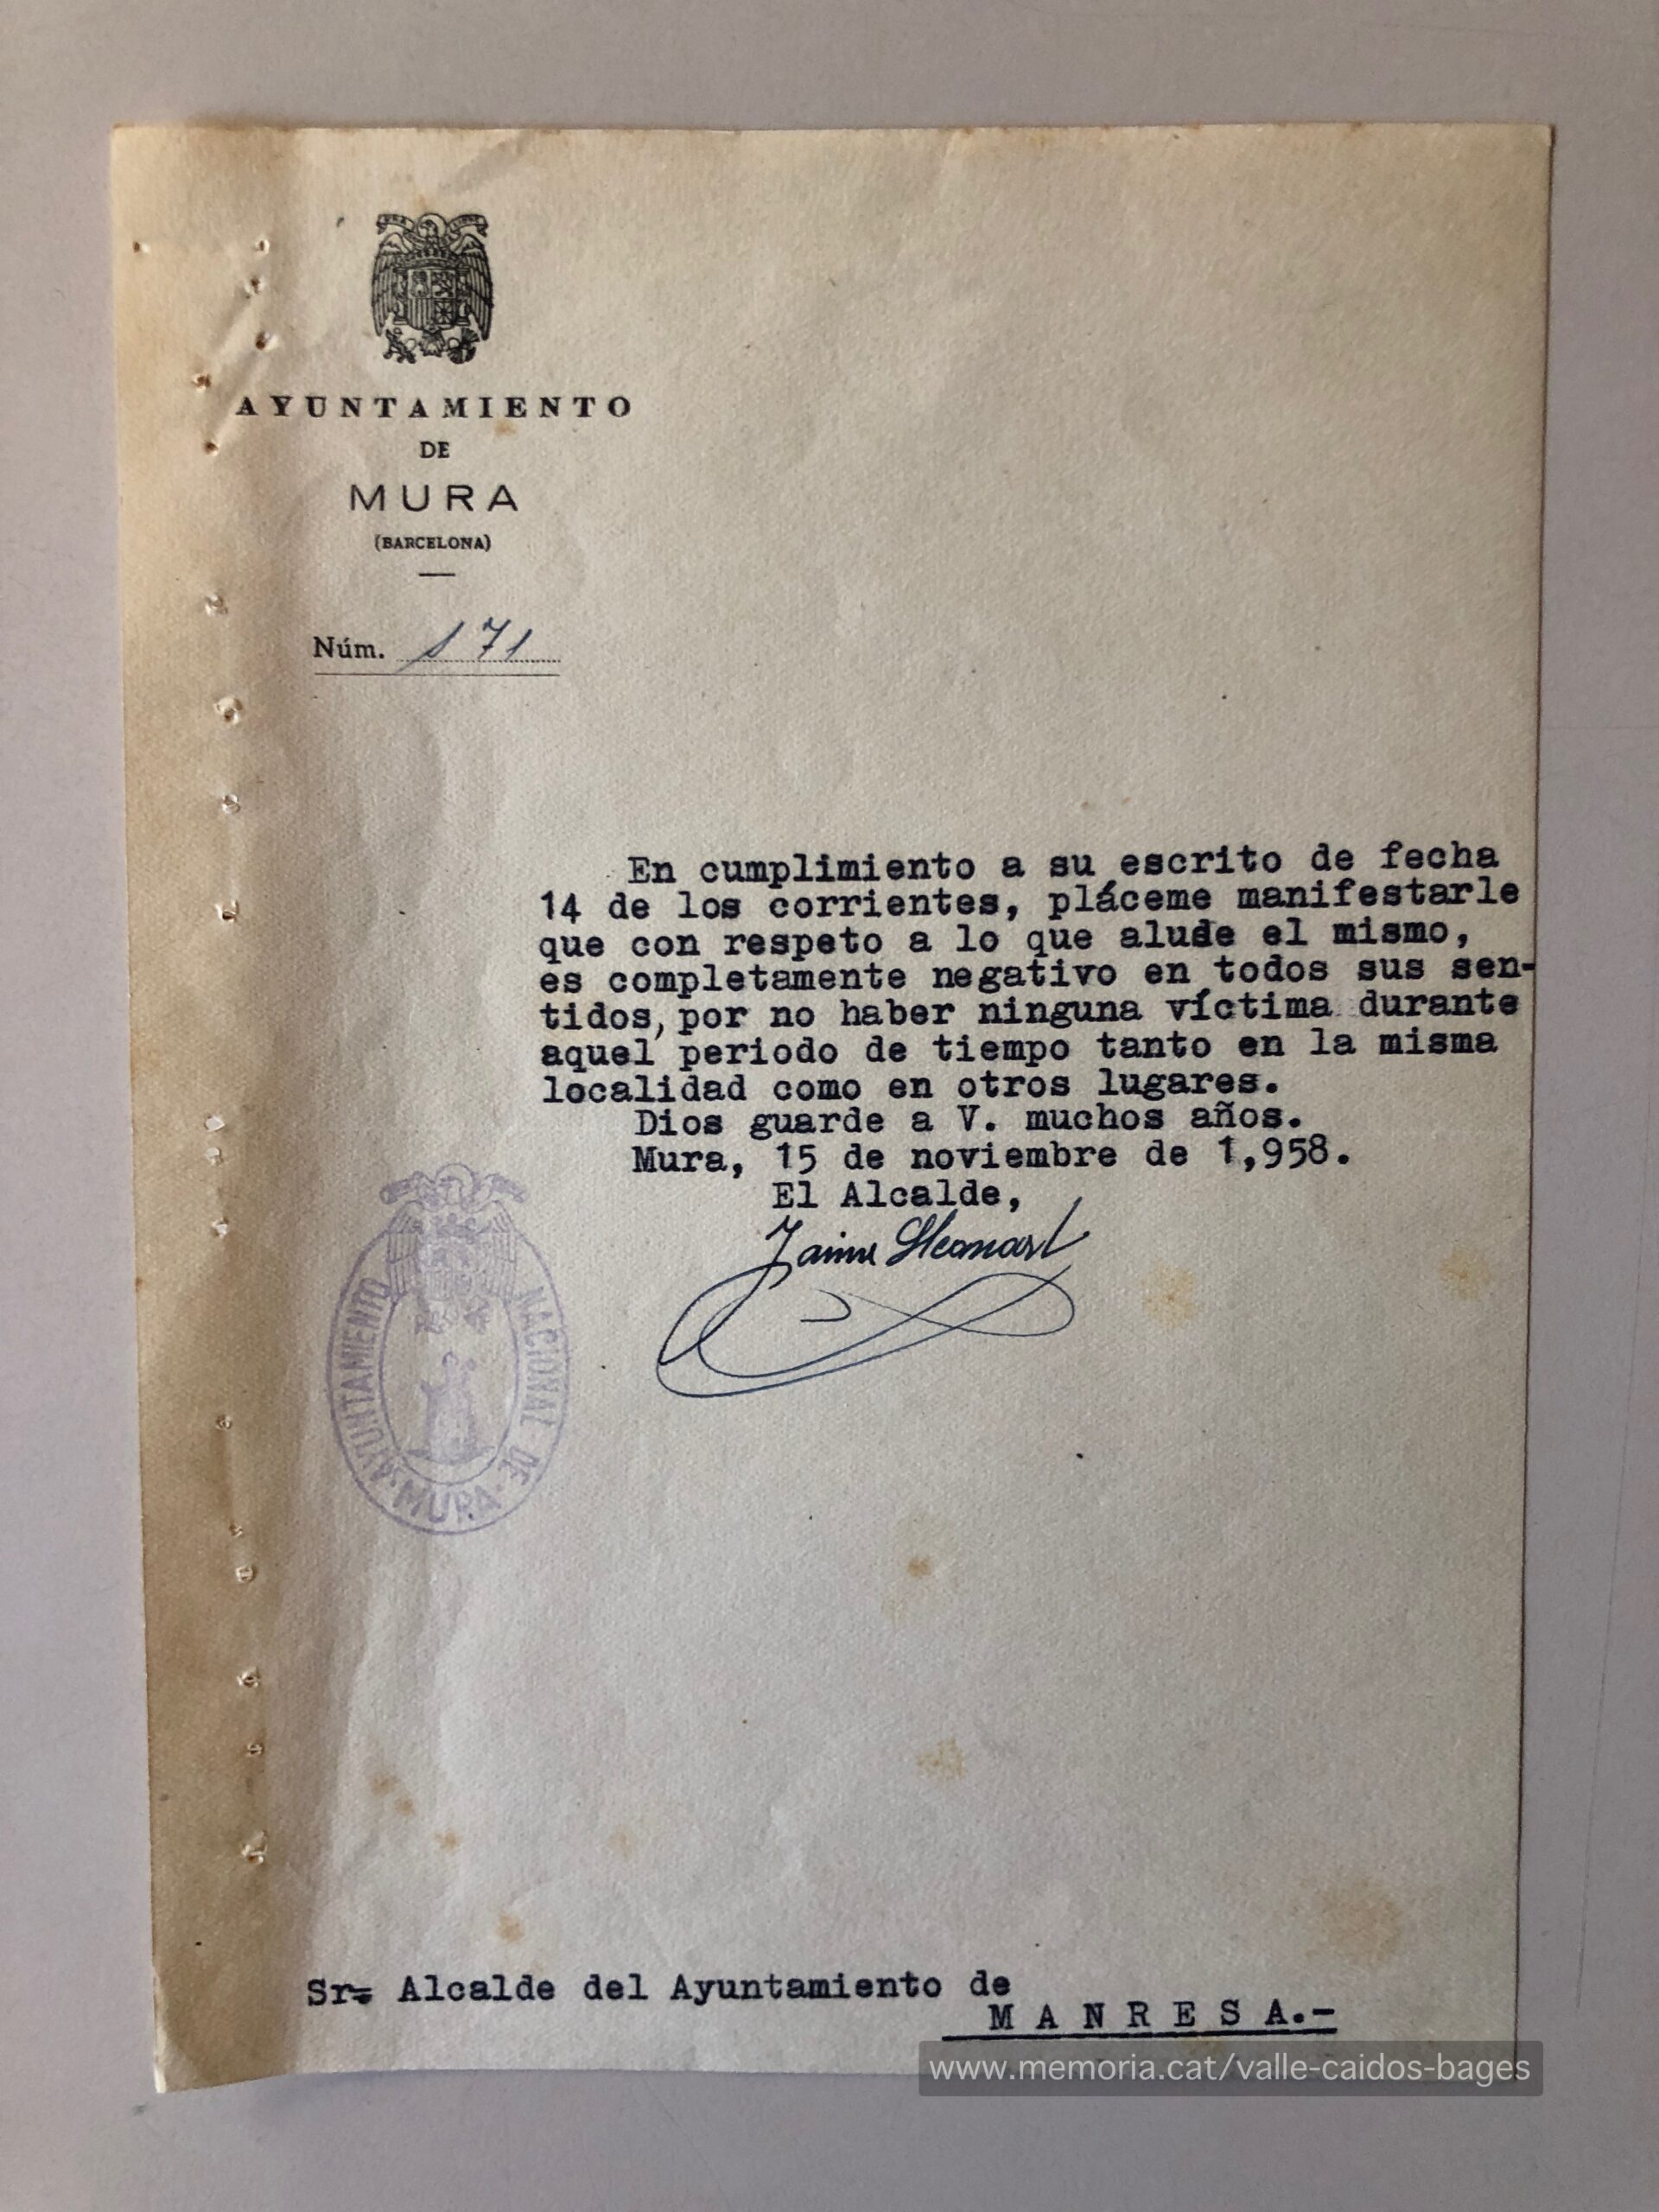 AYUNTAMIENTO
DE
MURA
(BARCELONA)
Núm. 171
En cumplimiento a su escrito de fecha
14 de los corrientes, pláceme manifestarle
que con respeto a lo que alude el mismo,
es completamente negativo en todos sus sen-
tidos, por no haber ninguna víctima durante
aquel periodo de tiempo tanto en la misma
localidad como en otros lugares.
Dios guarde a V. muchos años.
Mura, 15 de noviembre de 1,958.
El Alcalde,
Jaime
AYUNTAMIENTO NACIONAL DE
·MURA·
Sr. Alcalde del Ayuntamiento de
M A N R E S A.-
www.memoria.cat/valle-caidos-bages